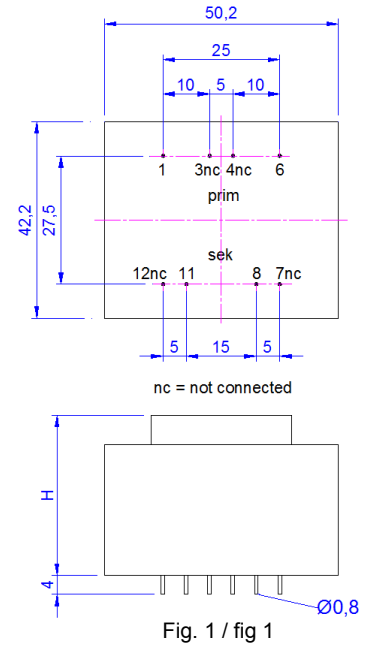 50,2
25
10 5 10
1 3nc 4nc 6
prim
42,2
27,5
sek
12nc 11 8 7nc
5 15 5
nc = not connected
H
4
Ø0,8
Fig. 1 / fig 1